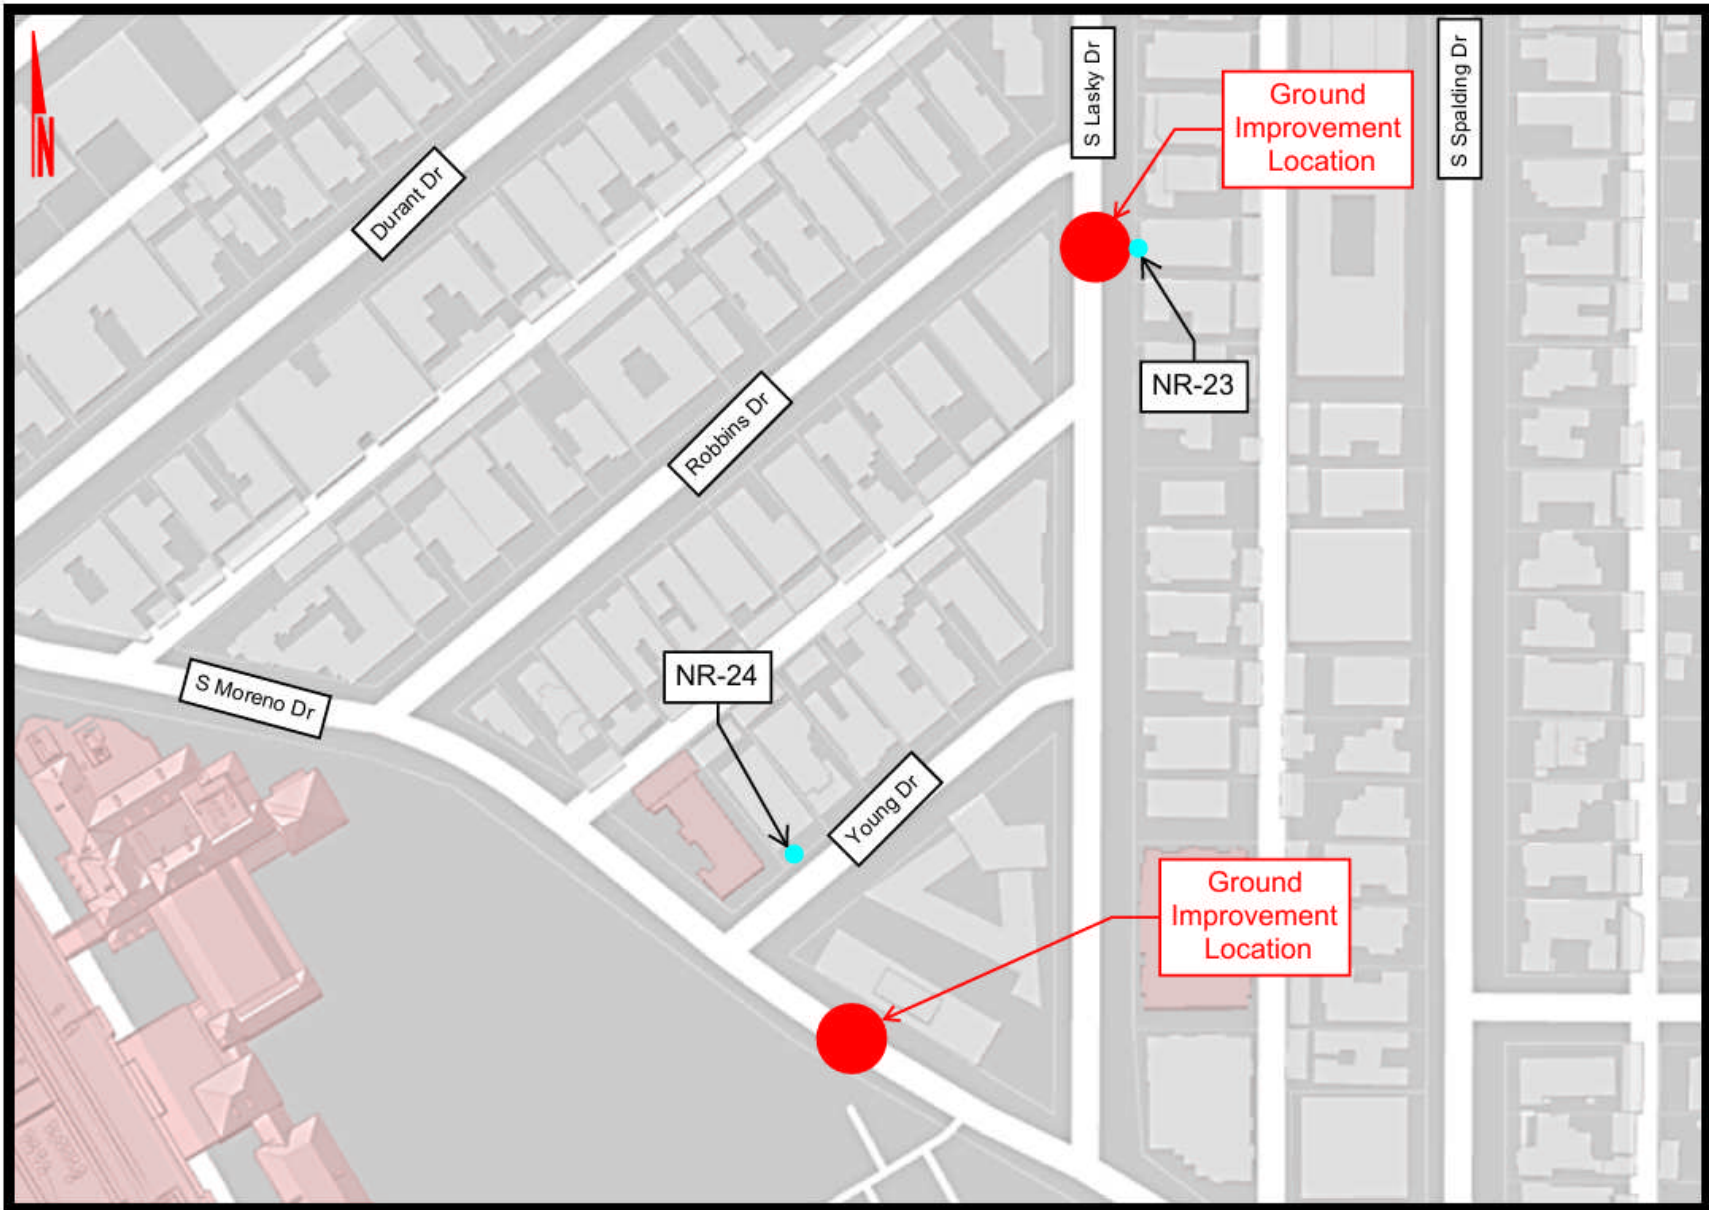 N
S Lasky Dr
S Spalding Dr
Ground
Improvement
Location
Durant Dr
NR-23
Robbins Dr
NR-24
S Moreno Dr
Young Dr
Ground
Improvement
Location